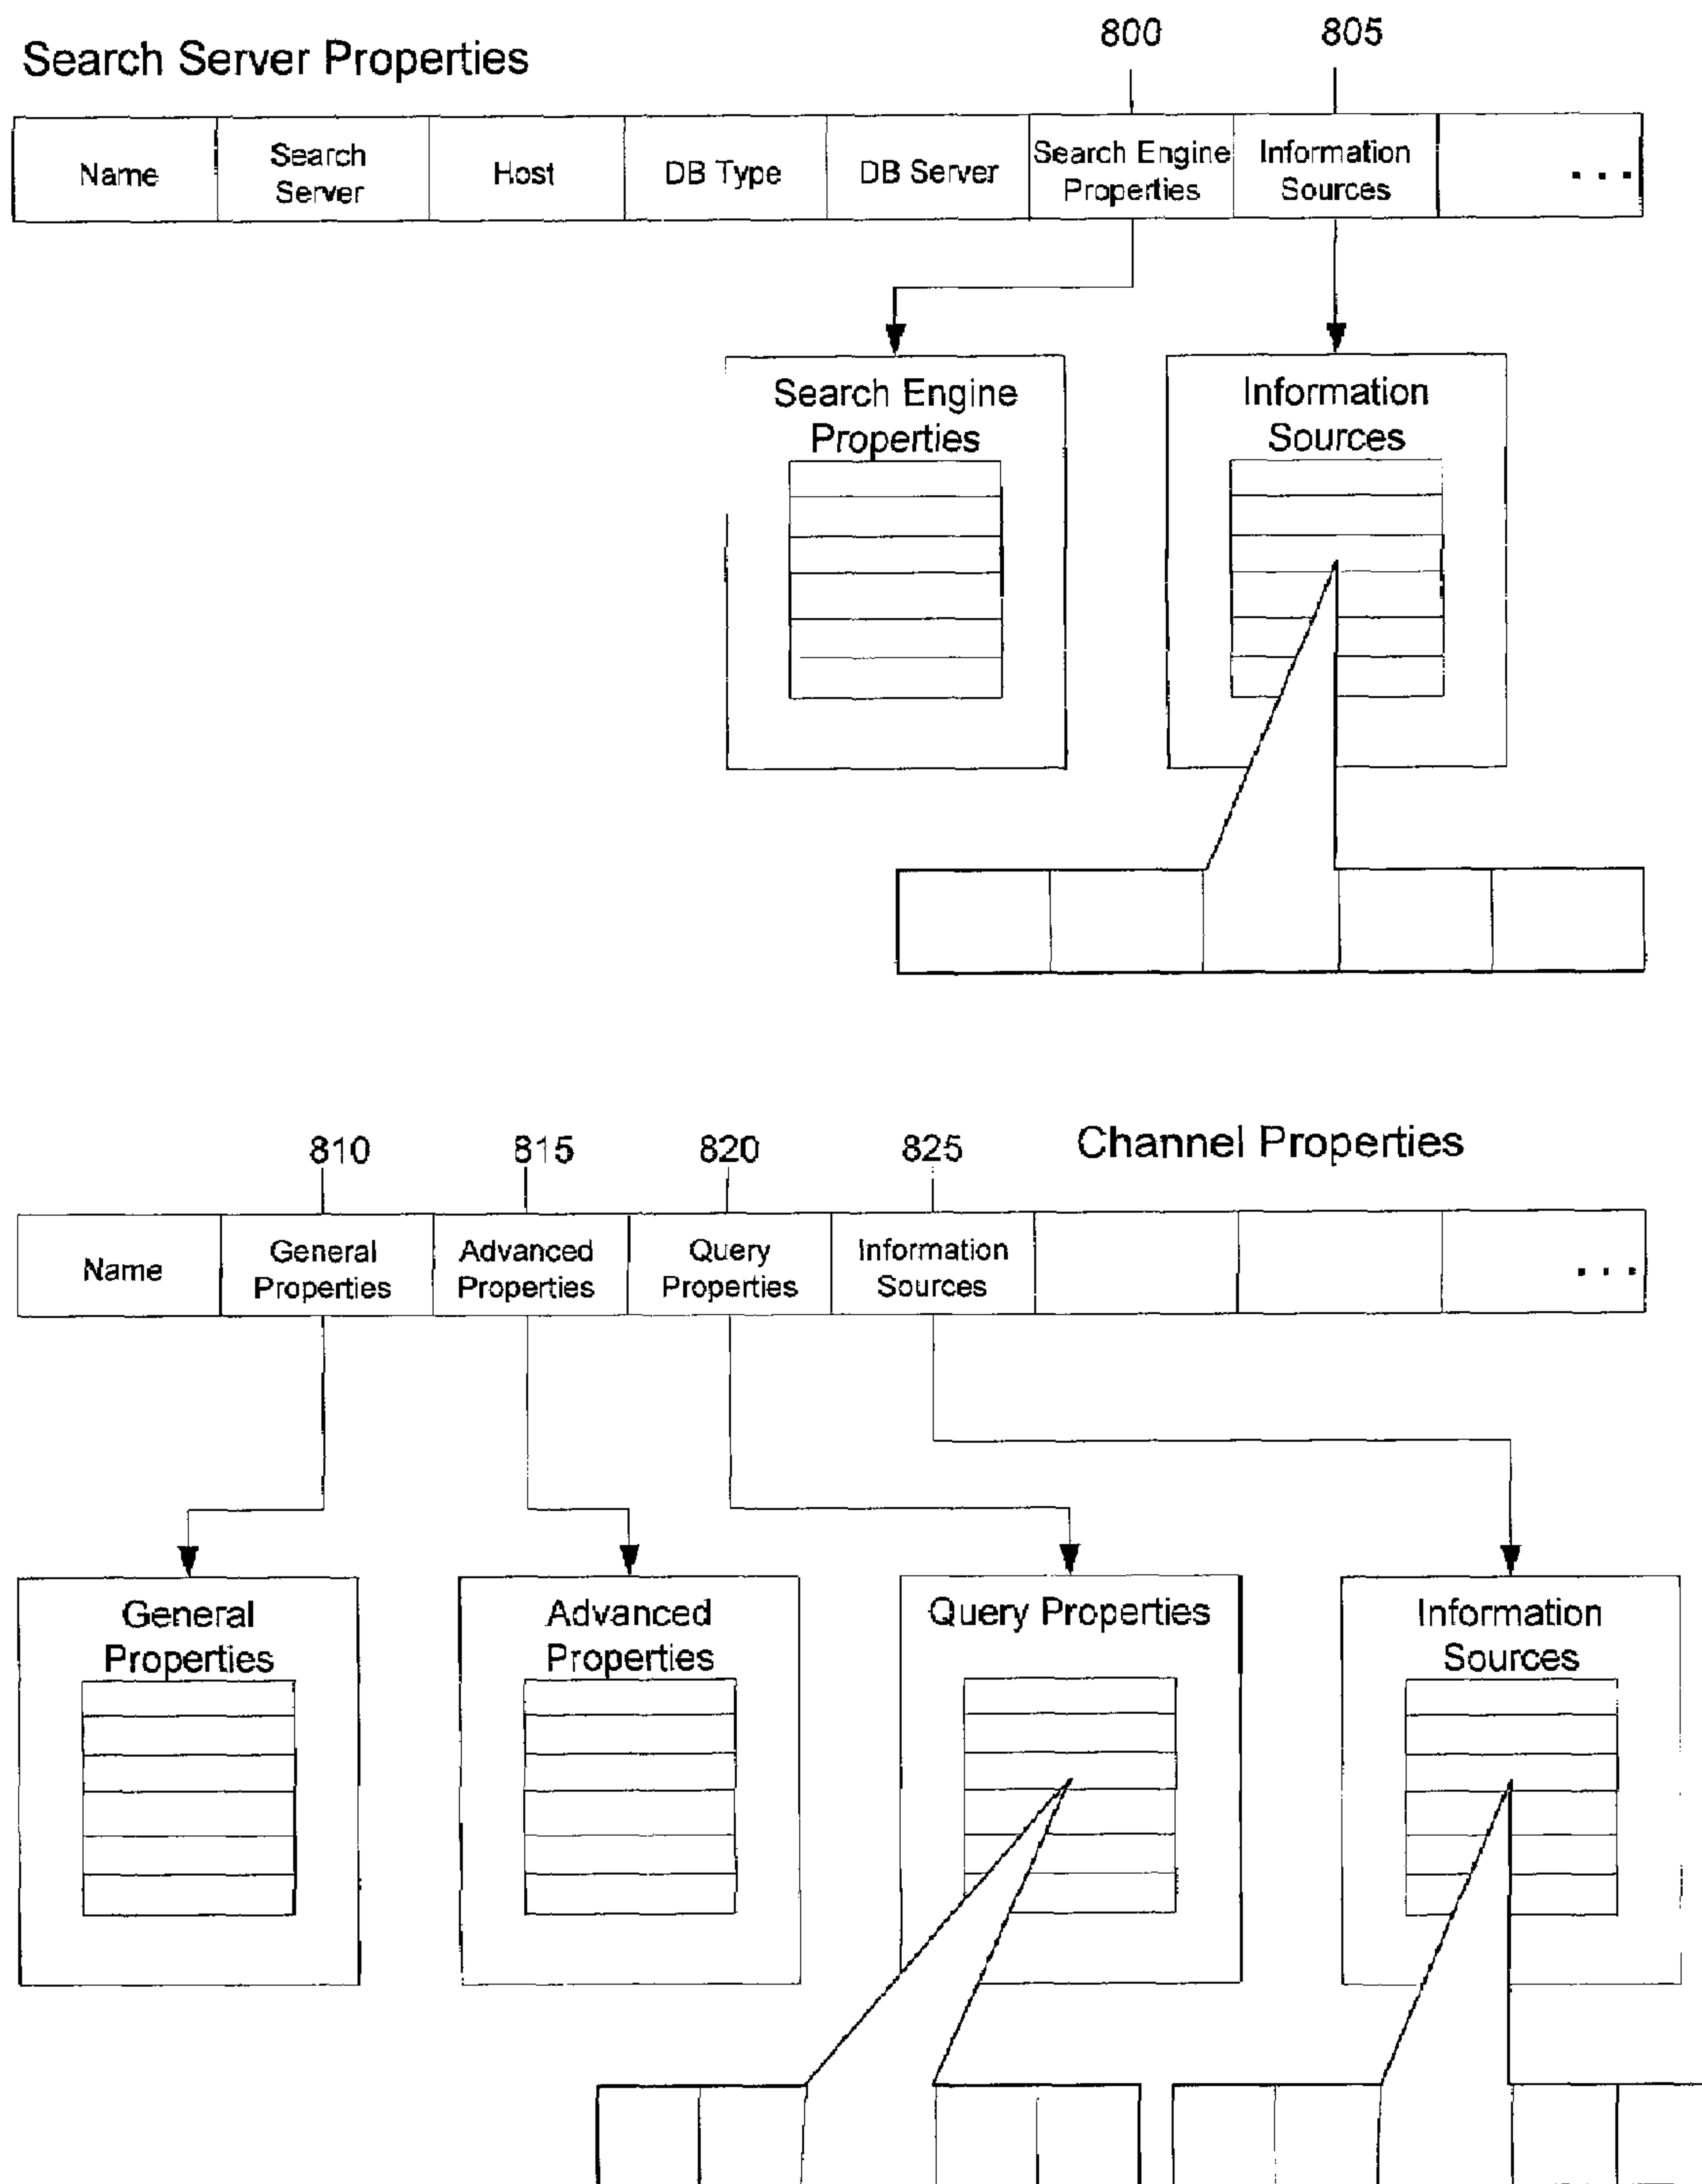 Search Server Properties
800
805
Name
Search
Server
Host
DB Type
DB Server
Search Engine
Properties
Information
Sources
...
Search Engine
Properties
Information
Sources
810
815
820
825
Channel Properties
Name
General
Properties
Advanced
Properties
Query
Properties
Information
Sources
...
General
Properties
Advanced
Properties
Query Properties
Information
Sources